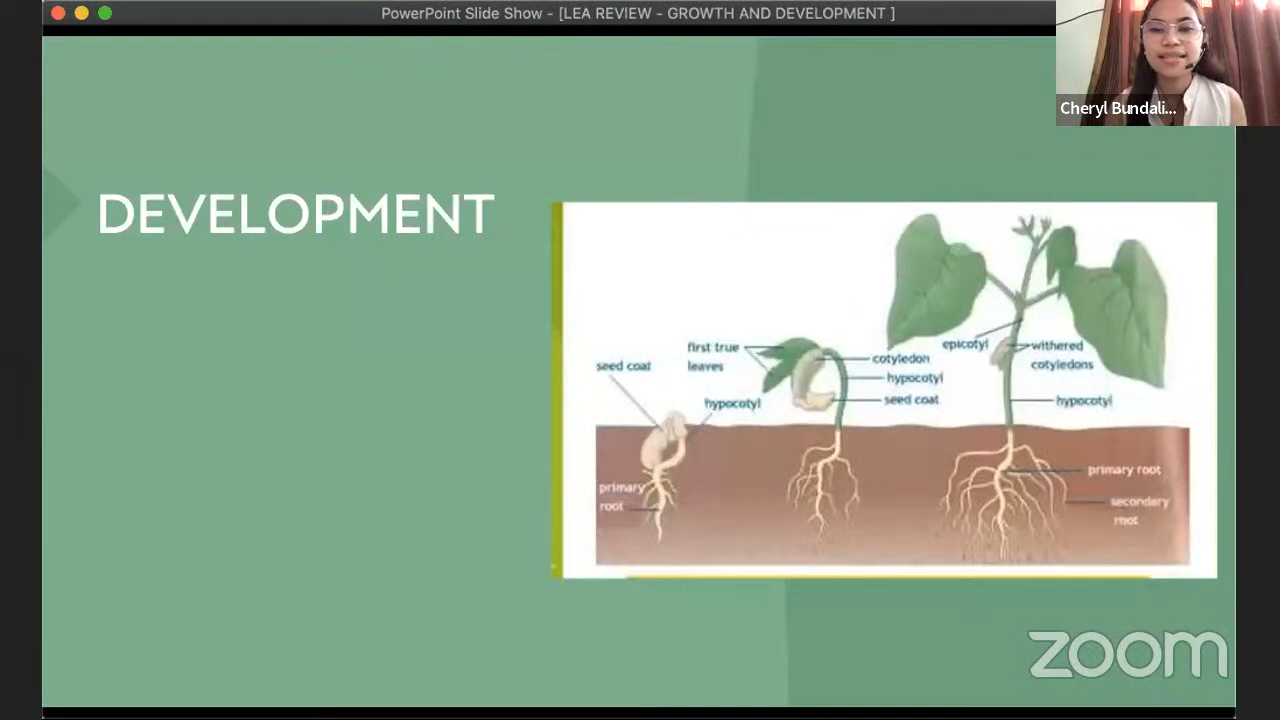 PowerPoint Slide Show - [LEA REVIEW - GROWTH AND DEVELOPMENT ]
Cheryl Bundali...
DEVELOPMENT
seed coat
hypocotyl
primary
root
first true
leaves
cotyledon
hypocotyl
seed coat
epicotyl
withered
cotyledons
hypocotyl
primary root
secondary
root
zoom